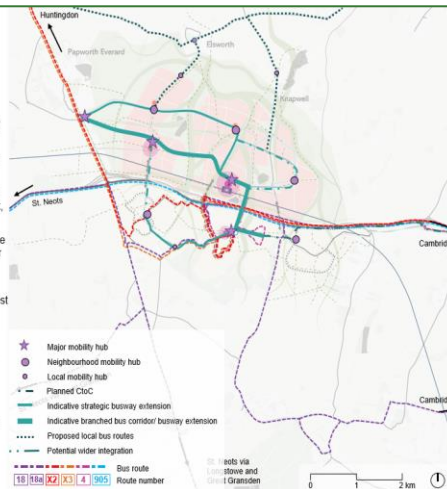 Huntingdon
Elsworth
Papworth Everard
Knapwell
St. Neots
Cambrid
e
st
Major mobility hub
Neighbourhood mobility hub
Local mobility hub
Planned CtoC
Indicative strategic busway extension
Indicative branched bus corridor/ busway extension
Proposed local bus routes
Potential wider integration
Bus route
18 18a X2 X3 4 905 Route number
Cambrid
St. Neots via
Longstowe and
Great Gransden
0 1 2 km